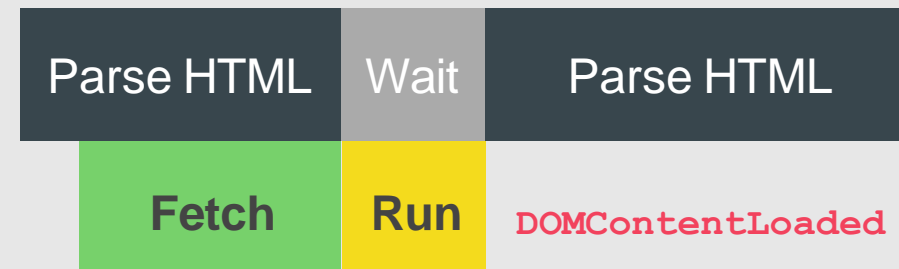 Parse HTML Wait Parse HTML
Fetch Run DOMContentLoaded